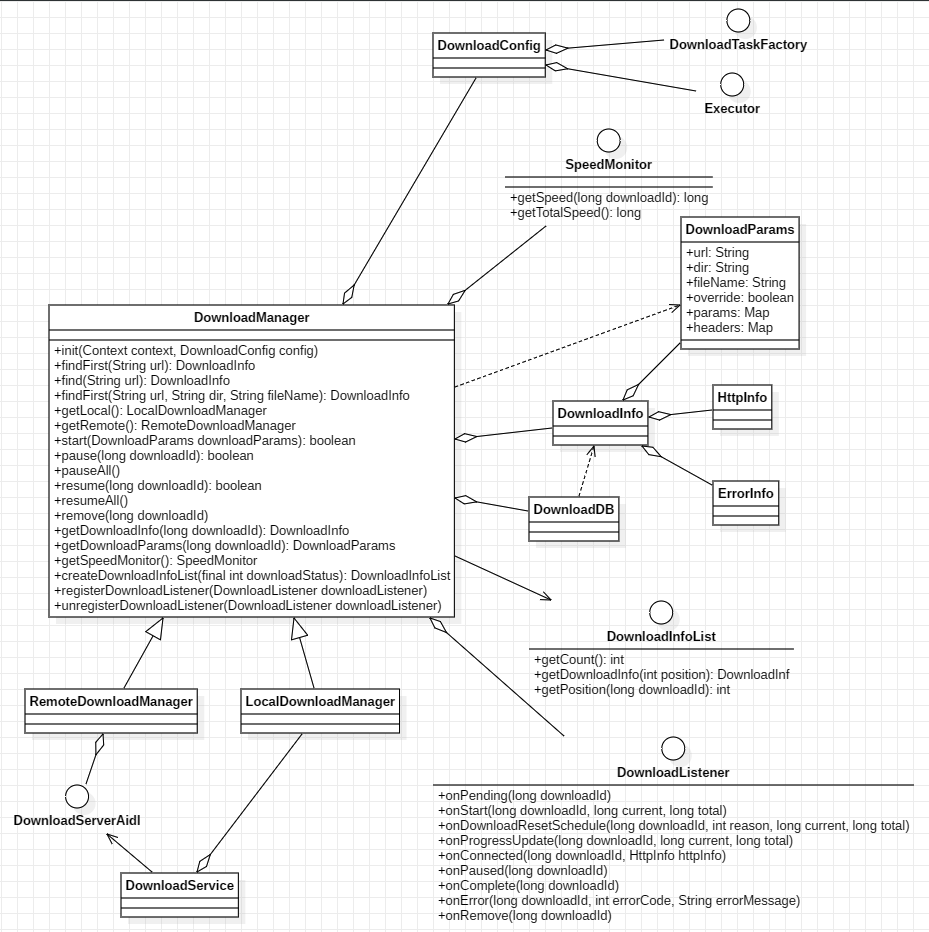 DownloadConfig
DownloadTaskFactory
Executor
SpeedMonitor
+getSpeed(long downloadId): long
+getTotalSpeed(): long
DownloadParams
+url: String
+dir: String
+fileName: String
+override: boolean
+params: Map
+headers: Map
DownloadManager
+init(Context context, DownloadConfig config)
+findFirst(String url): DownloadInfo
+find(String url): DownloadInfo
+findFirst(String url, String dir, String fileName): DownloadInfo
+getLocal(): LocalDownloadManager
+getRemote(): RemoteDownloadManager
+start(DownloadParams downloadParams): boolean
+pause(long downloadId): boolean
+pauseAll()
+resume(long downloadId): boolean
+resumeAll()
+remove(long downloadId)
+getDownloadInfo(long downloadId): DownloadInfo
+getDownloadParams(long downloadId): DownloadParams
+getSpeedMonitor(): SpeedMonitor
+createDownloadInfoList(final int downloadStatus): DownloadInfoList
+registerDownloadListener(DownloadListener downloadListener)
+unregisterDownloadListener(DownloadListener downloadListener)
DownloadInfo
HttpInfo
ErrorInfo
DownloadDB
DownloadInfoList
+getCount(): int
+getDownloadInfo(int position): DownloadInf
+getPosition(long downloadId): int
RemoteDownloadManager
LocalDownloadManager
DownloadServerAidl
DownloadService
DownloadListener
+onPending(long downloadId)
+onStart(long downloadId, long current, long total)
+onDownloadResetSchedule(long downloadId, int reason, long current, long total)
+onProgressUpdate(long downloadId, long current, long total)
+onConnected(long downloadId, HttpInfo httpInfo)
+onPaused(long downloadId)
+onComplete(long downloadId)
+onError(long downloadId, int errorCode, String errorMessage)
+onRemove(long downloadId)